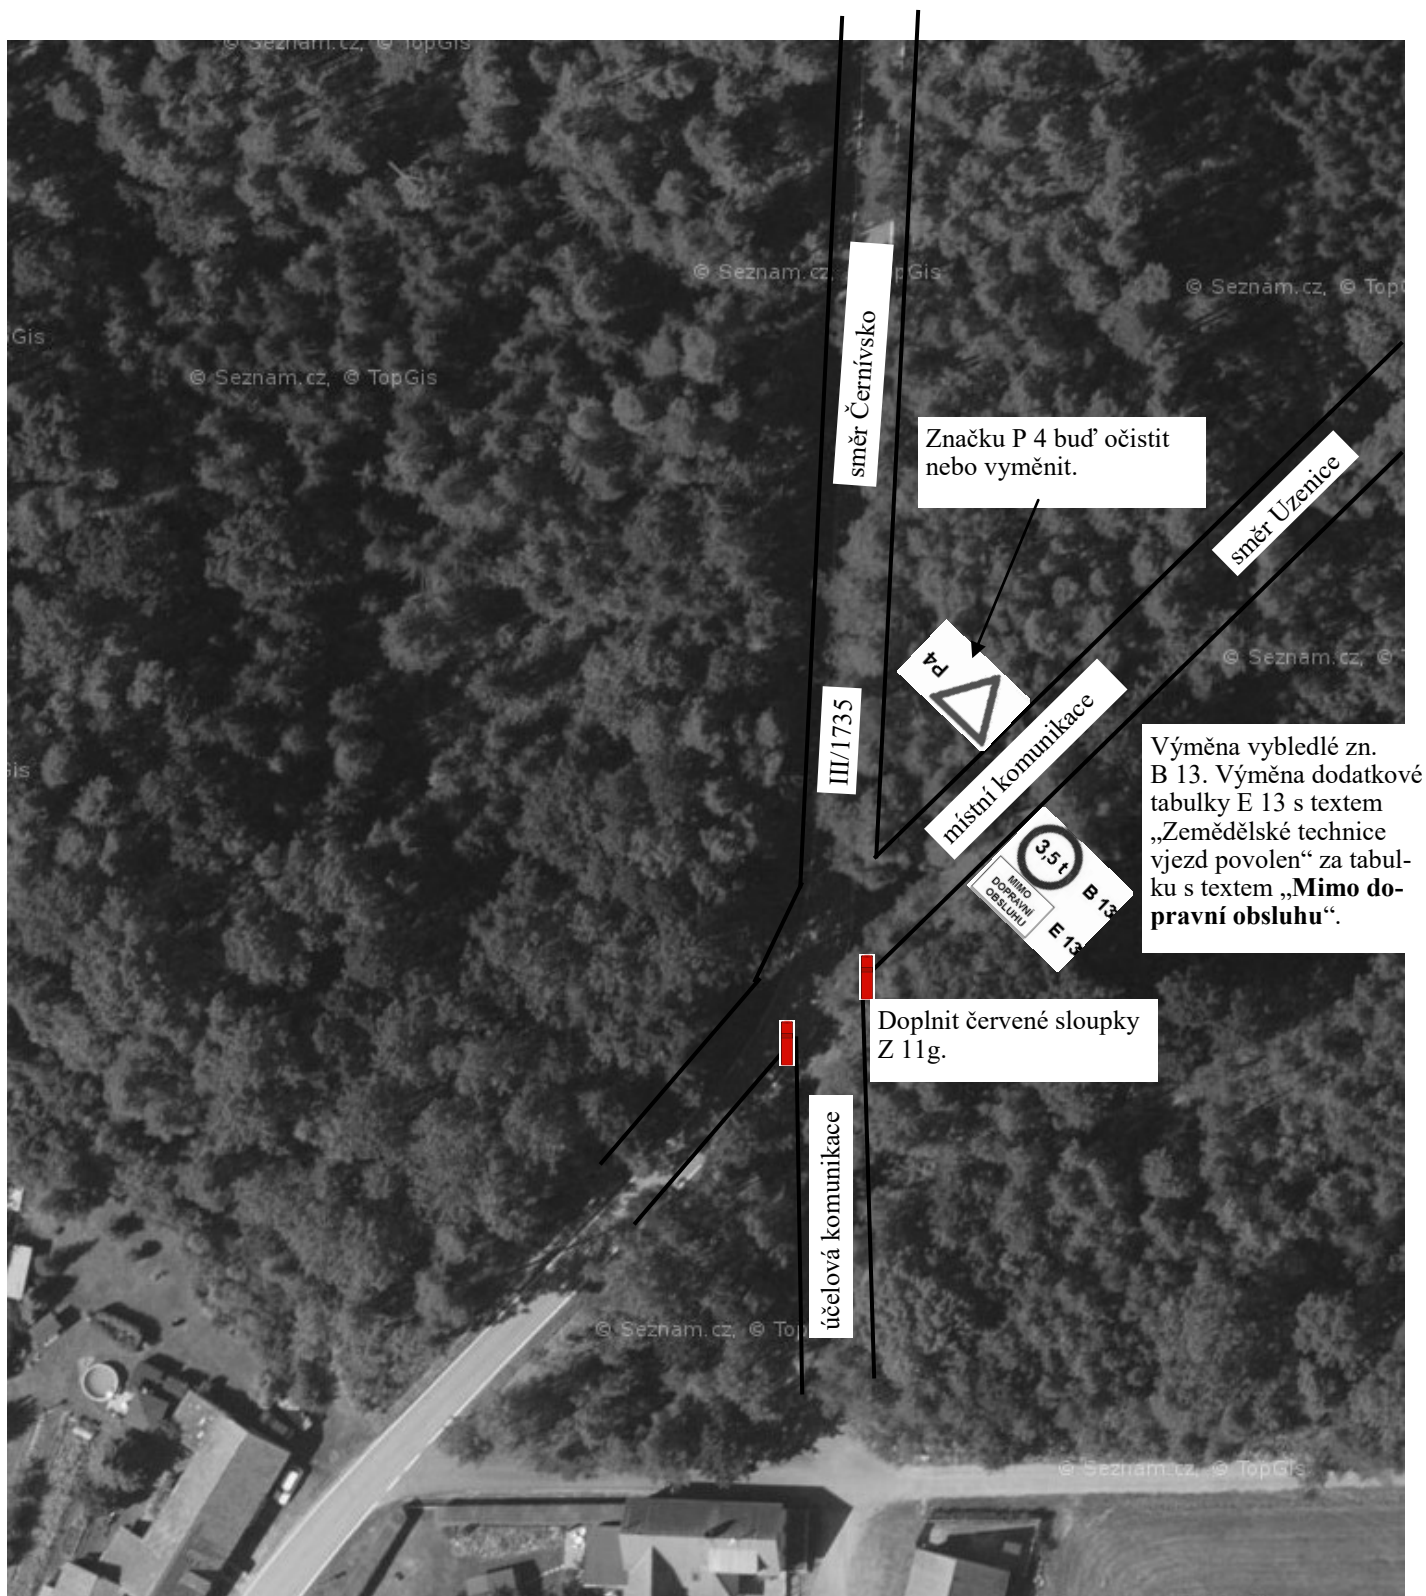 © Seznam.cz, © TopGis
© Seznam.cz, pGis
© Seznam.cz, © Top
Gis
© Seznam.cz, © TopGis
směr Černívsko
Značku P 4 buď očistit
nebo vyměnit.
směr Uzenice
P4
© Seznam.cz, ©
III/1735
místní komunikace
Výměna vybledlé zn.
B 13. Výměna dodatkové
tabulky E 13 s textem
„Zemědělské technice
vjezd povolen“ za tabul-
ku s textem „Mimo do-
pravní obsluhu“.
3,5 t
B 13
MIMO
DOPRAVNÍ
OBSLUHU
E 13
Doplnit červené sloupky
Z 11g.
účelová komunikace
© Seznam.cz, © Top
© Seznam.cz, © TopGis